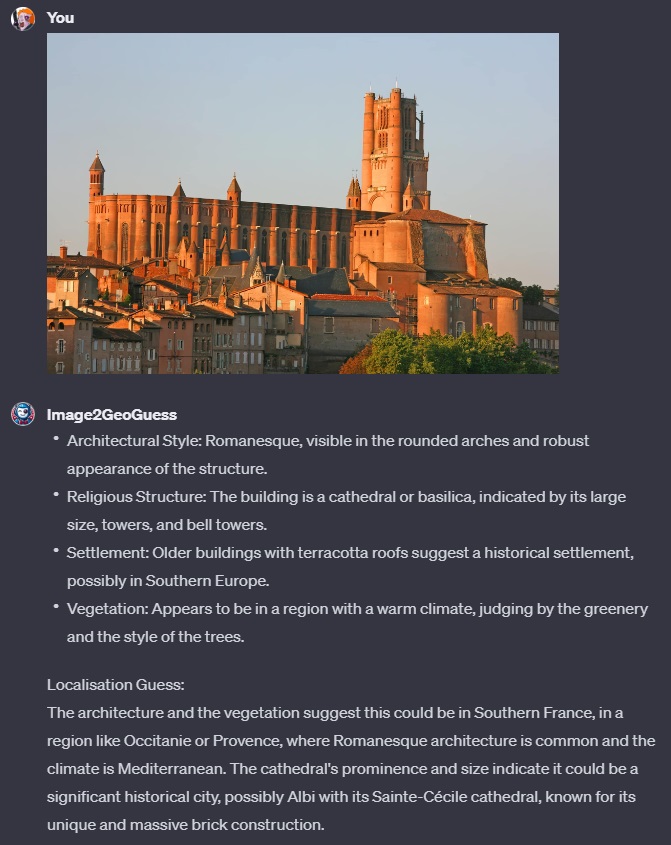 You
Image2GeoGuess
• Architectural Style: Romanesque, visible in the rounded arches and robust
appearance of the structure.
• Religious Structure: The building is a cathedral or basilica, indicated by its large
size, towers, and bell towers.
• Settlement: Older buildings with terracotta roofs suggest a historical settlement,
possibly in Southern Europe.
• Vegetation: Appears to be in a region with a warm climate, judging by the greenery
and the style of the trees.
Localisation Guess:
The architecture and the vegetation suggest this could be in Southern France, in a
region like Occitanie or Provence, where Romanesque architecture is common and the
climate is Mediterranean. The cathedral's prominence and size indicate it could be a
significant historical city, possibly Albi with its Sainte-Cécile cathedral, known for its
unique and massive brick construction.